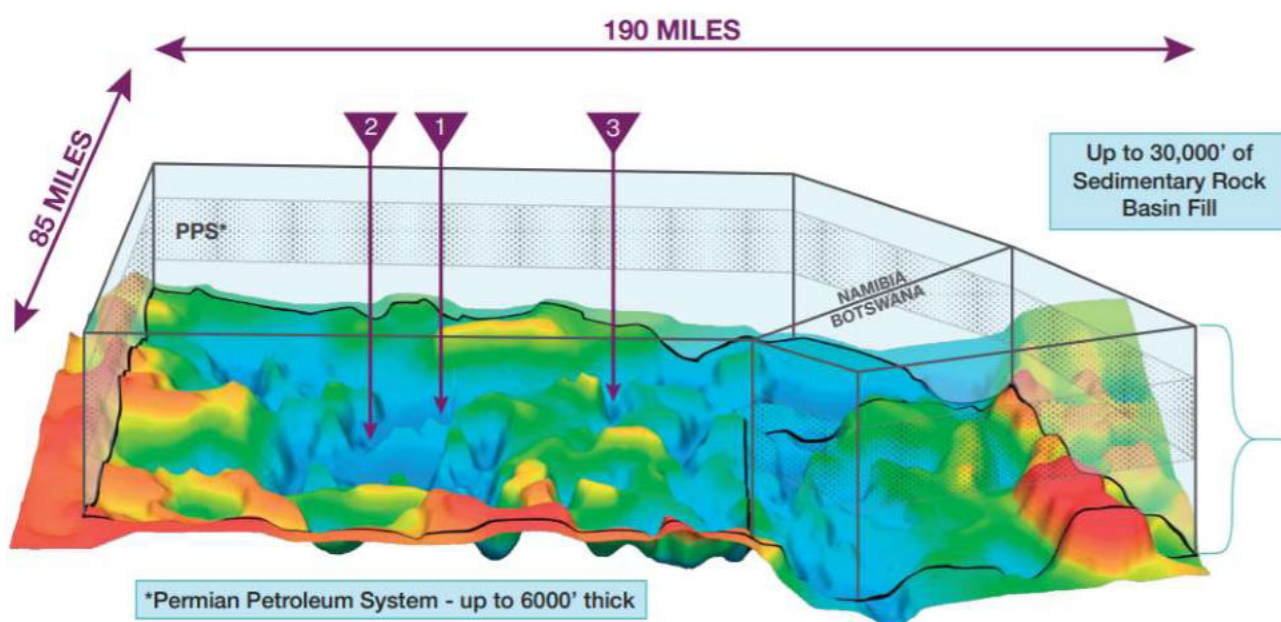 190 MILES
85 MILES
2
1
3
Up to 30,000' of
Sedimentary Rock
Basin Fill
PPS*
NAMIBIA
BOTSWANA
*Permian Petroleum System - up to 6000' thick